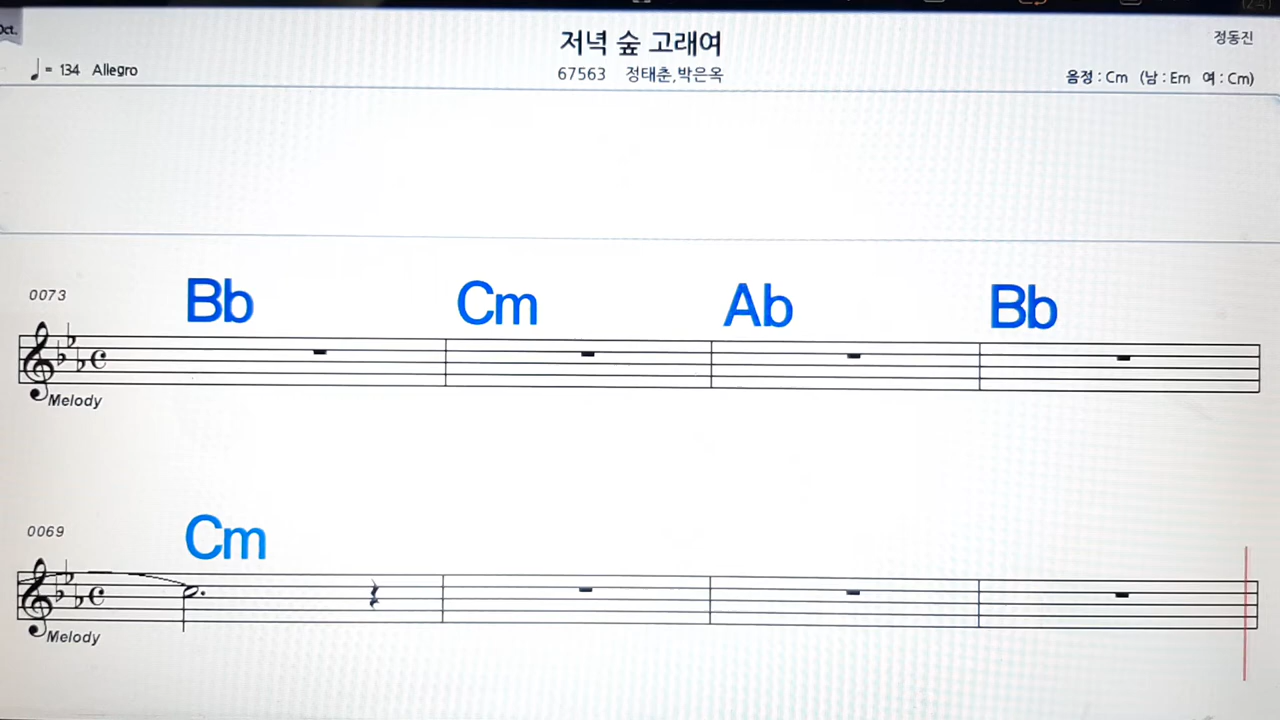 Oct.
저녁 숲 고래여
정동진
= 134 Allegro
67563 정태춘,박은옥
음정 : Cm (남 : Em 여 : Cm)
0073
Bb Cm Ab Bb
Melody
0069
Cm
Melody